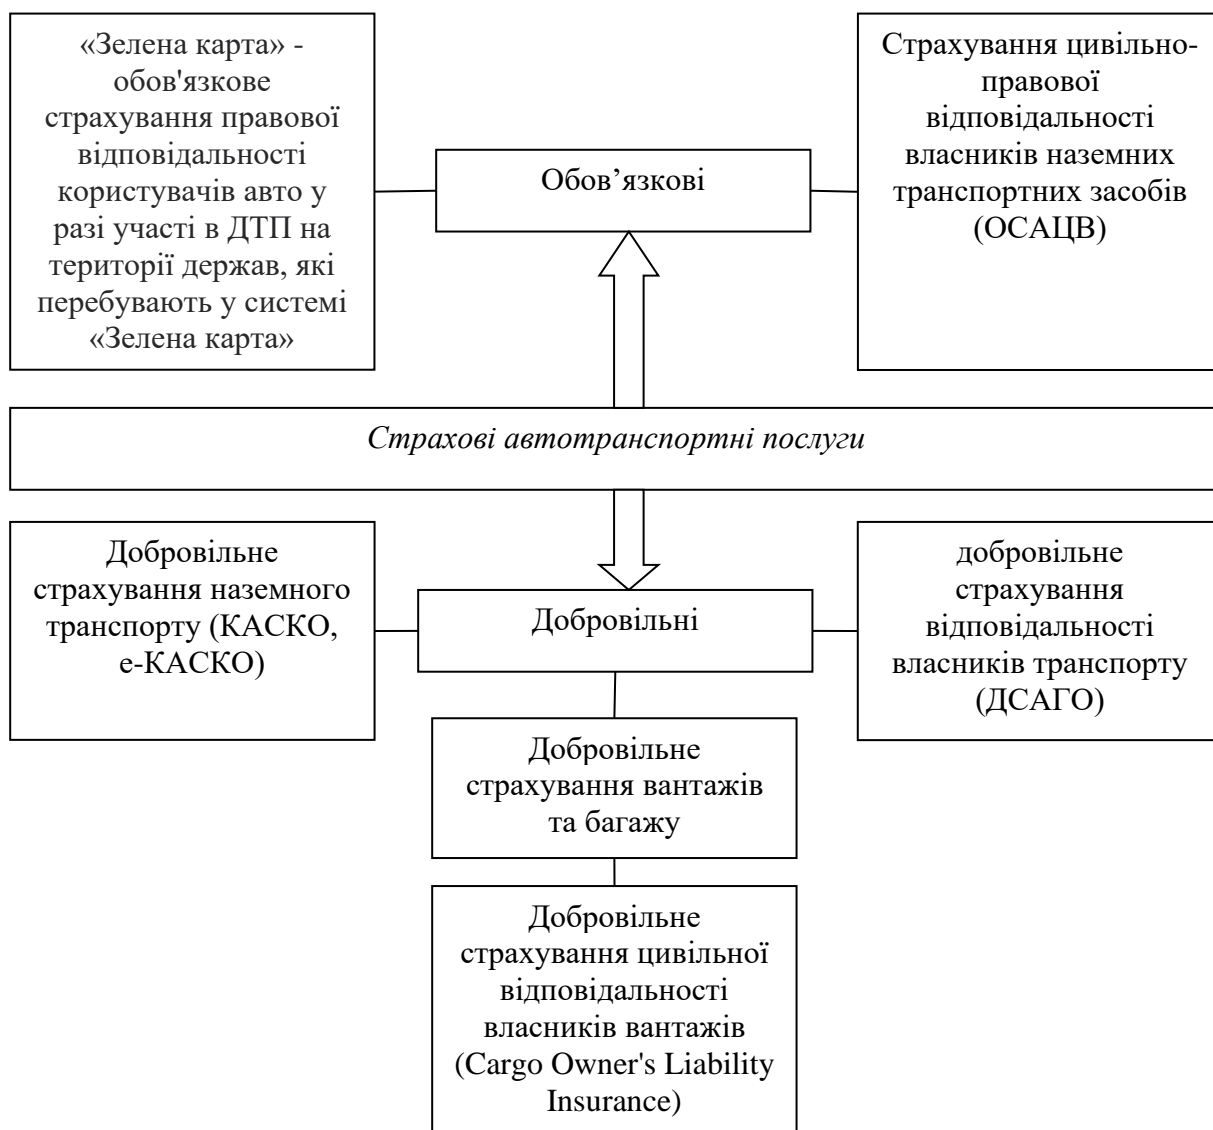 «Зелена карта» -
обов'язкове
страхування правової
відповідальності
користувачів авто у
разі участі в ДТП на
території держав, які
перебувають у системі
«Зелена карта»
Обов’язкові
Страхування цивільно-
правової
відповідальності
власників наземних
транспортних засобів
(ОСАЦВ)
Страхові автотранспортні послуги
Добровільне
страхування наземного
транспорту (КАСКО,
е-КАСКО)
Добровільні
добровільне
страхування
відповідальності
власників транспорту
(ДСАГО)
Добровільне
страхування вантажів
та багажу
Добровільне
страхування цивільної
відповідальності
власників вантажів
(Cargo Owner's Liability
Insurance)